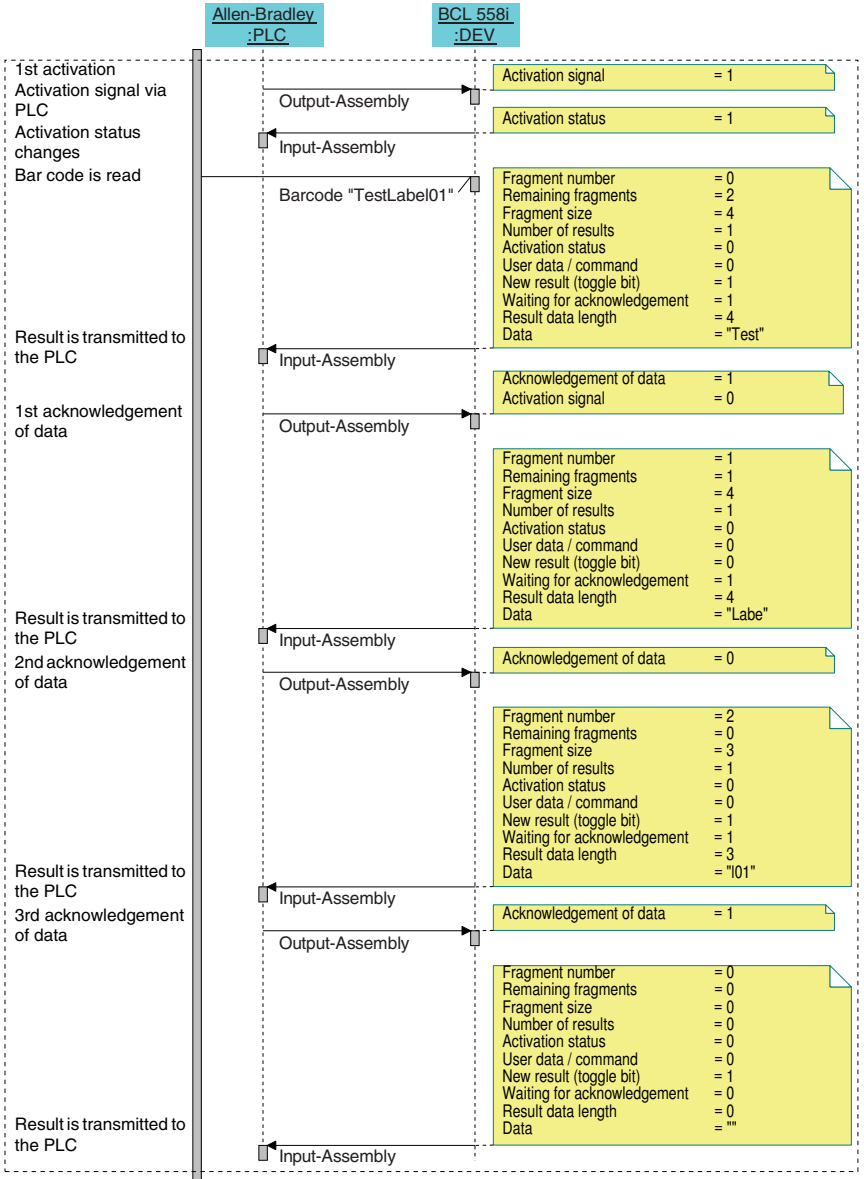 Allen-Bradley
:PLC
BCL 558i
:DEV
1st activation
Activation signal via
PLC
Activation signal = 1
Output-Assembly
Activation status
changes
Activation status = 1
Input-Assembly
Bar code is read
Barcode "TestLabel01"
Fragment number = 0
Remaining fragments = 2
Fragment size = 4
Number of results = 1
Activation status = 0
User data / command = 0
New result (toggle bit) = 1
Waiting for acknowledgement = 1
Result data length = 4
Data = "Test"
Result is transmitted to
the PLC
Input-Assembly
Acknowledgement of data = 1
Activation signal = 0
1st acknowledgement
of data
Output-Assembly
Fragment number = 1
Remaining fragments = 1
Fragment size = 4
Number of results = 1
Activation status = 0
User data / command = 0
New result (toggle bit) = 0
Waiting for acknowledgement = 1
Result data length = 4
Data = "Labe"
Result is transmitted to
the PLC
Input-Assembly
2nd acknowledgement
of data
Acknowledgement of data = 0
Output-Assembly
Fragment number = 2
Remaining fragments = 0
Fragment size = 3
Number of results = 1
Activation status = 0
User data / command = 0
New result (toggle bit) = 1
Waiting for acknowledgement = 1
Result data length = 3
Data = "l01"
Result is transmitted to
the PLC
Input-Assembly
3rd acknowledgement
of data
Acknowledgement of data = 1
Output-Assembly
Fragment number = 0
Remaining fragments = 0
Fragment size = 0
Number of results = 0
Activation status = 0
User data / command = 0
New result (toggle bit) = 1
Waiting for acknowledgement = 0
Result data length = 0
Data = ""
Result is transmitted to
the PLC
Input-Assembly